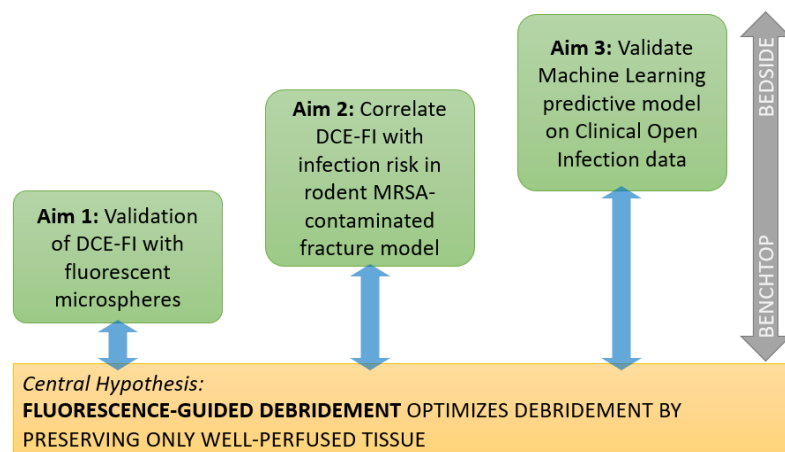 Aim 1: Validation
of DCE-FI with
fluorescent
microspheres
Aim 2: Correlate
DCE-FI with
infection risk in
rodent MRSA-
contaminated
fracture model
Aim 3: Validate
Machine Learning
predictive model
on Clinical Open
Infection data
BEDSIDE
BENCHTOP
Central Hypothesis:
FLUORESCENCE-GUIDED DEBRIDEMENT OPTIMIZES DEBRIDEMENT BY
PRESERVING ONLY WELL-PERFUSED TISSUE